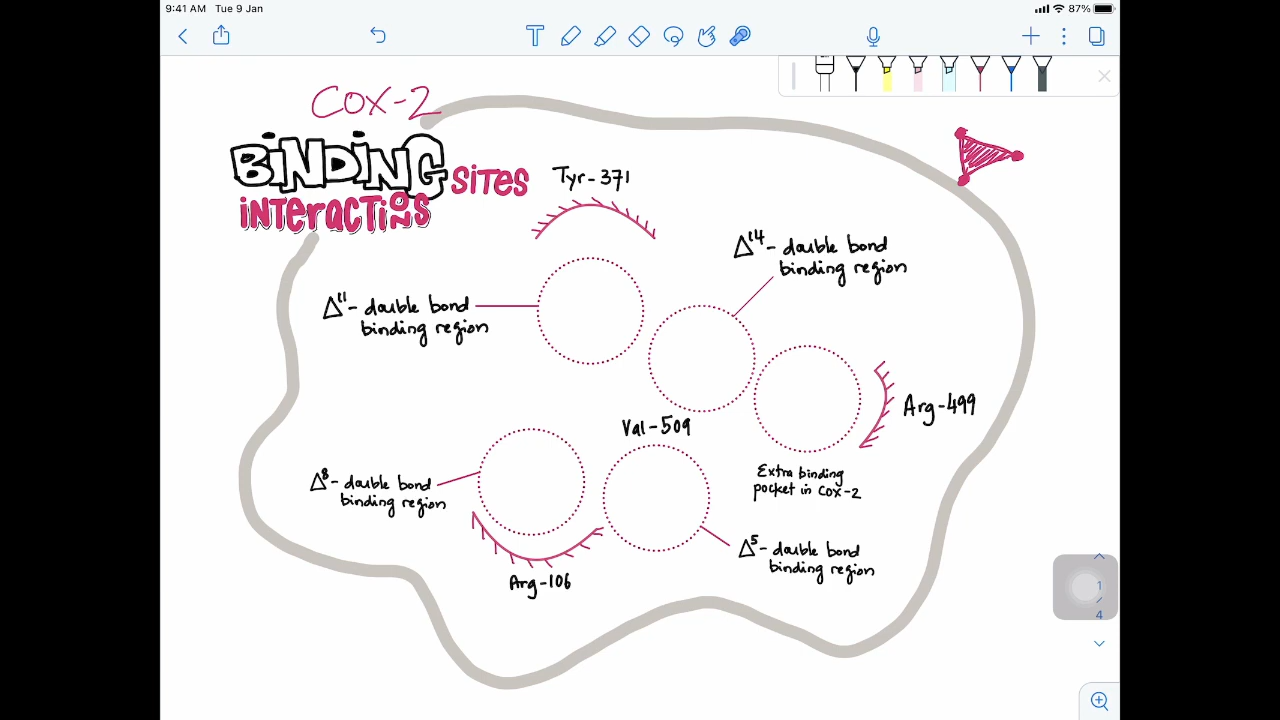 9:41 AM Tue 9 Jan
87%
T
COX-2
BINDING
SITES
INTERACTIONS
Tyr-371
Δ¹⁴- double bond
binding region
Δ¹¹- double bond
binding region
Arg-499
Val-509
Extra binding
pocket in COX-2
Δ⁸- double bond
binding region
Δ⁵- double bond
binding region
Arg-106
1
/
4